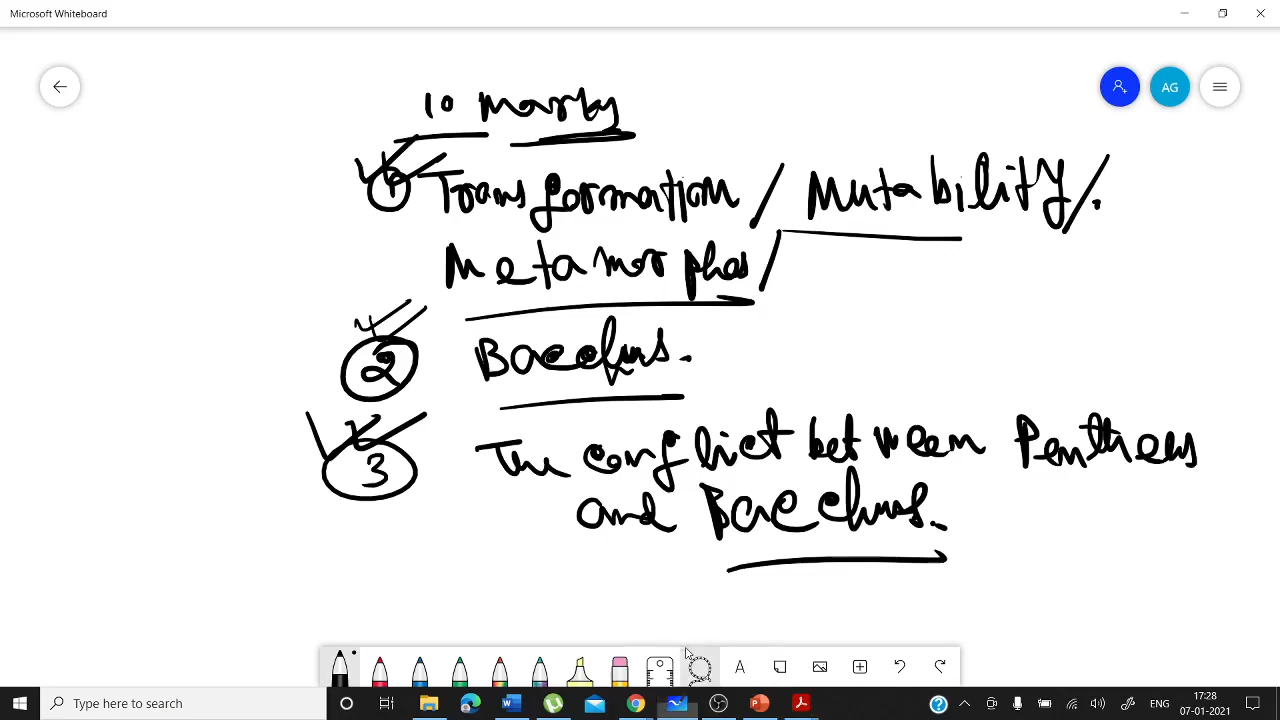 Microsoft Whiteboard
AG
10 marks
1 Transformation / Mutability /.
Metamorphos /
2 Bacchus.
3 The conflict between Pentheus
and Bacchus.
A
Type here to search
ENG
17:28
07-01-2021